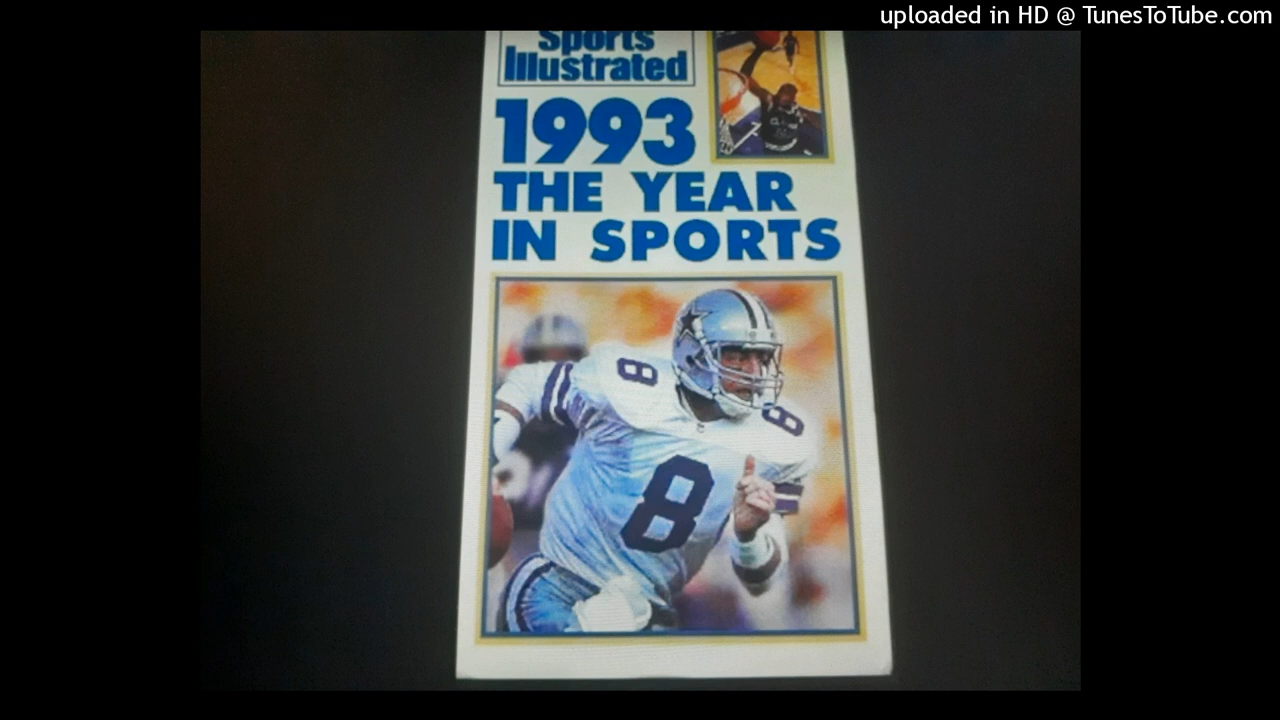 uploaded in HD @ TunesToTube.com
Sports
Illustrated
1993
THE YEAR
IN SPORTS
8
8
8